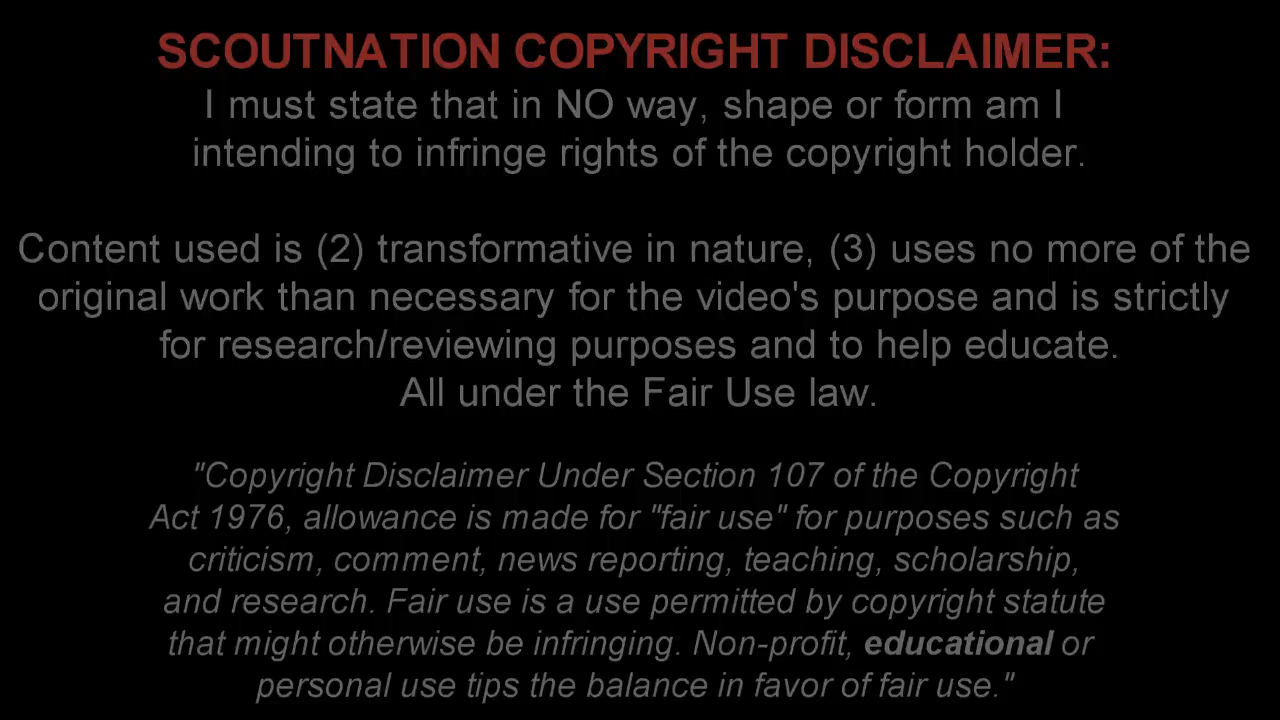 SCOUTNATION COPYRIGHT DISCLAIMER:
I must state that in NO way, shape or form am I
intending to infringe rights of the copyright holder.
Content used is (2) transformative in nature, (3) uses no more of the
original work than necessary for the video's purpose and is strictly
for research/reviewing purposes and to help educate.
All under the Fair Use law.
"Copyright Disclaimer Under Section 107 of the Copyright
Act 1976, allowance is made for "fair use" for purposes such as
criticism, comment, news reporting, teaching, scholarship,
and research. Fair use is a use permitted by copyright statute
that might otherwise be infringing. Non-profit, educational or
personal use tips the balance in favor of fair use."